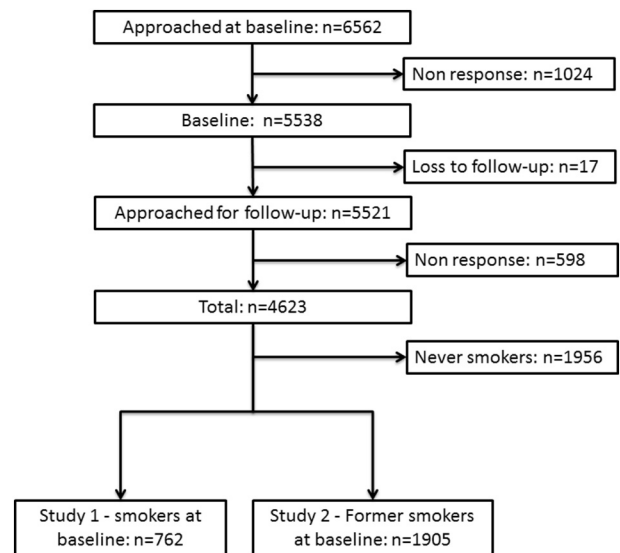 Approached at baseline: n=6562
Non response: n=1024
Baseline: n=5538
Loss to follow-up: n=17
Approached for follow-up: n=5521
Non response: n=598
Total: n=4623
Never smokers: n=1956
Study 1 - smokers at
baseline: n=762
Study 2 - Former smokers
at baseline: n=1905